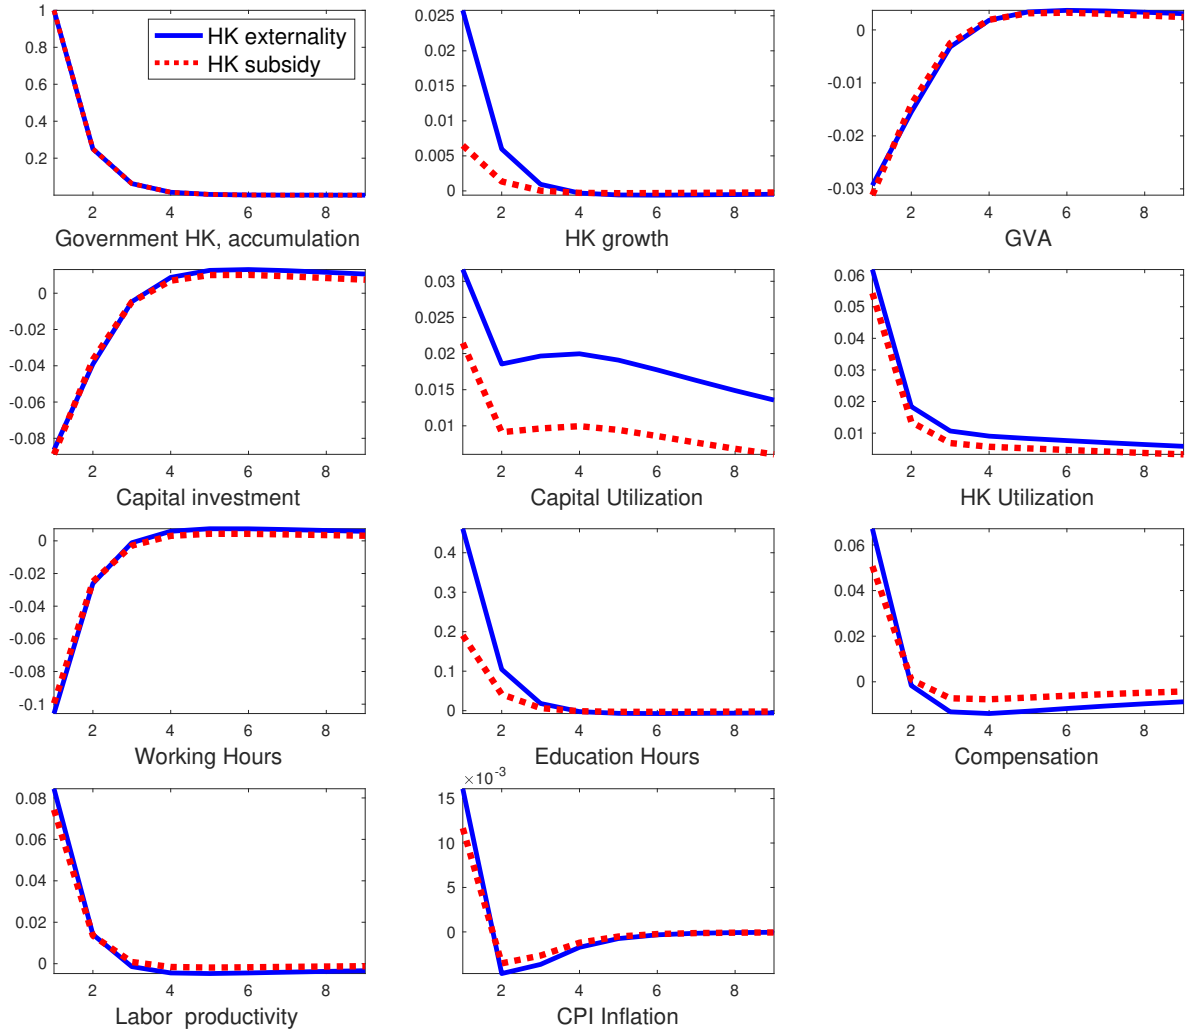 1
0.8
0.6
0.4
0.2
2 4 6 8
HK externality
HK subsidy
Government HK, accumulation
0.025
0.02
0.015
0.01
0.005
0
2 4 6 8
HK growth
0
-0.01
-0.02
-0.03
2 4 6 8
GVA
0
-0.02
-0.04
-0.06
-0.08
2 4 6 8
Capital investment
0.03
0.025
0.02
0.015
0.01
2 4 6 8
Capital Utilization
0.06
0.05
0.04
0.03
0.02
0.01
2 4 6 8
HK Utilization
0
-0.02
-0.04
-0.06
-0.08
-0.1
2 4 6 8
Working Hours
0.4
0.3
0.2
0.1
0
2 4 6 8
Education Hours
0.06
0.04
0.02
0
2 4 6 8
Compensation
0.08
0.06
0.04
0.02
0
2 4 6 8
Labor productivity
×10⁻³
15
10
5
0
2 4 6 8
CPI Inflation